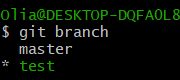 Olia@DESKTOP-DQFAOL8
$ git branch
master
* test